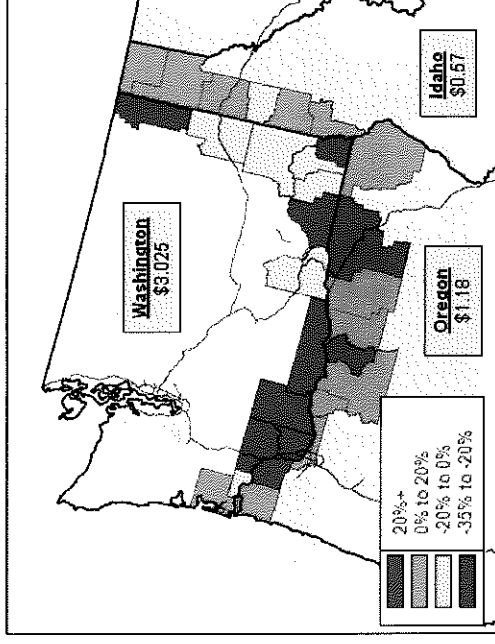 Washington
$3.025
Idaho
$0.57
Oregon
$1.18
20%+
0% to 20%
-20% to 0%
-35% to -20%